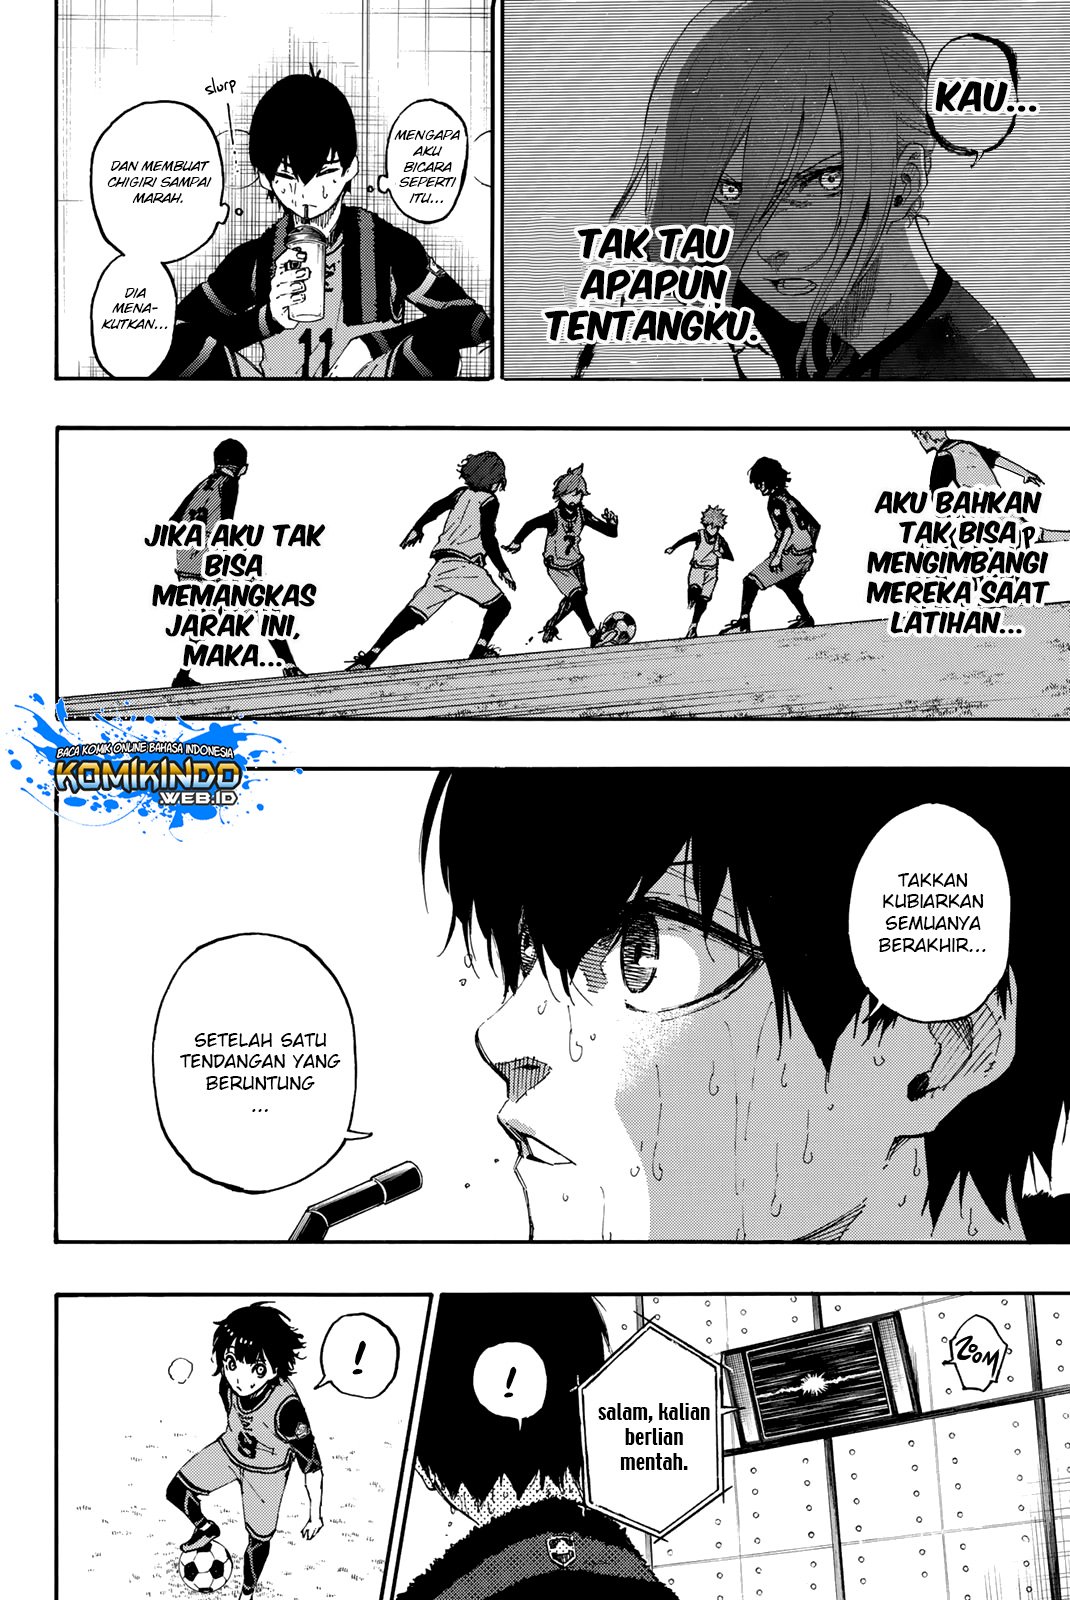 KAU...
TAK TAU
APAPUN
TENTANGKU.
MENGAPA
AKU
BICARA
SEPERTI
ITU...
slurp
DAN MEMBUAT
CHIGIRI SAMPAI
MARAH.
DIA
MENA-
KUTKAN...
11
AKU BAHKAN
TAK BISA
MENGIMBANGI
MEREKA SAAT
LATIHAN...
7
JIKA AKU TAK
BISA
MEMANGKAS
JARAK INI,
MAKA...
BACA KOMIK ONLINE BAHASA INDONESIA
KOMIKINDO
.WEB.ID
TAKKAN
KUBIARKAN
SEMUANYA
BERAKHIR...
SETELAH SATU
TENDANGAN YANG
BERUNTUNG
...
ZOOM
salam, kalian
berlian
mentah.
!
!
8